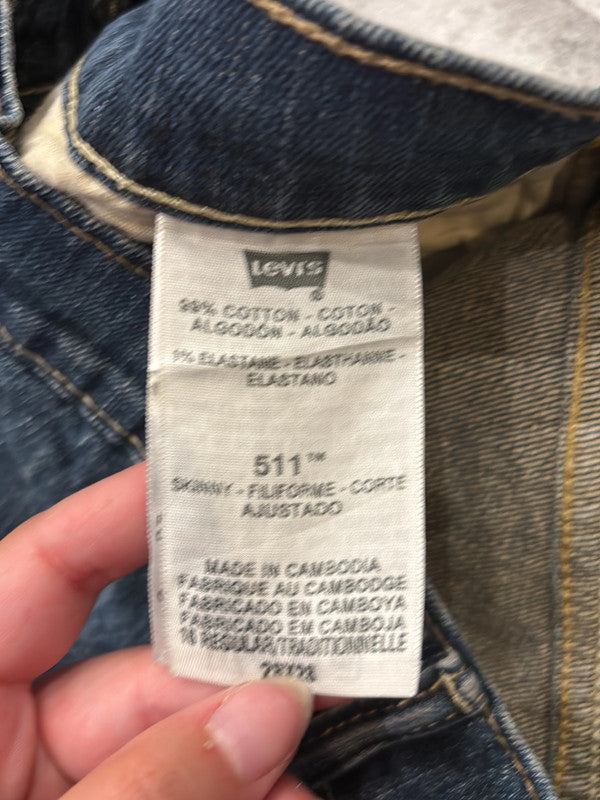 Levi's
®
99% COTTON - COTON -
ALGODÓN - ALGODÃO
1% ELASTANE - ELASTHANNE -
ELASTANO
511™
SKINNY - FILIFORME - CORTE
AJUSTADO
MADE IN CAMBODIA
FABRIQUE AU CAMBODGE
FABRICADO EN CAMBOYA
FABRICADO EM CAMBOJA
16 REGULAR/TRADITIONNELLE